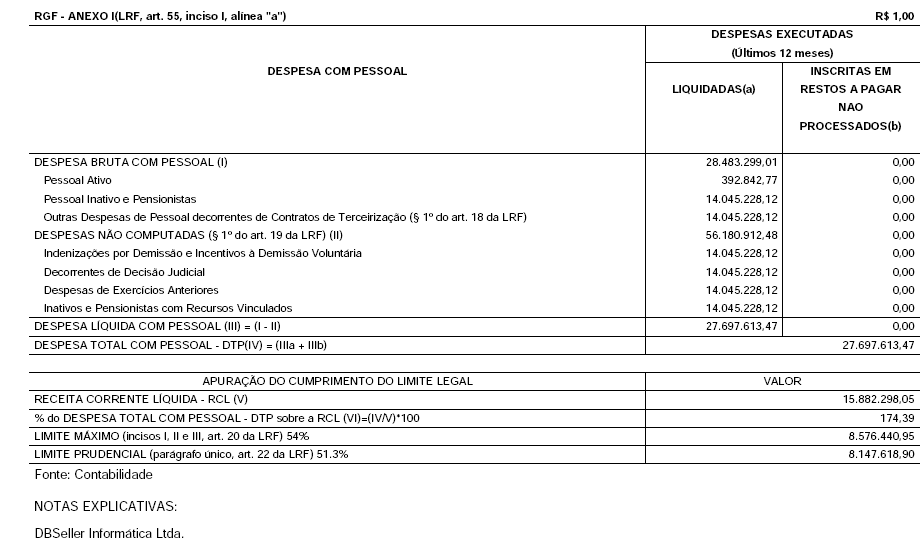 RGF - ANEXO I(LRF, art. 55, inciso I, alínea "a") R$ 1,00
DESPESA COM PESSOAL
DESPESAS EXECUTADAS
(Últimos 12 meses)
LIQUIDADAS(a)
INSCRITAS EM
RESTOS A PAGAR
NAO
PROCESSADOS(b)
DESPESA BRUTA COM PESSOAL (I) 28.483.299,01 0,00
Pessoal Ativo 392.842,77 0,00
Pessoal Inativo e Pensionistas 14.045.228,12 0,00
Outras Despesas de Pessoal decorrentes de Contratos de Terceirização (§ 1º do art. 18 da LRF) 14.045.228,12 0,00
DESPESAS NÃO COMPUTADAS (§ 1º do art. 19 da LRF) (II) 56.180.912,48 0,00
Indenizações por Demissão e Incentivos à Demissão Voluntária 14.045.228,12 0,00
Decorrentes de Decisão Judicial 14.045.228,12 0,00
Despesas de Exercícios Anteriores 14.045.228,12 0,00
Inativos e Pensionistas com Recursos Vinculados 14.045.228,12 0,00
DESPESA LÍQUIDA COM PESSOAL (III) = (I - II) 27.697.613,47 0,00
DESPESA TOTAL COM PESSOAL - DTP(IV) = (IIIa + IIIb) 27.697.613,47
APURAÇÃO DO CUMPRIMENTO DO LIMITE LEGAL VALOR
RECEITA CORRENTE LÍQUIDA - RCL (V) 15.882.298,05
% do DESPESA TOTAL COM PESSOAL - DTP sobre a RCL (VI)=(IV/V)*100 174,39
LIMITE MÁXIMO (incisos I, II e III, art. 20 da LRF) 54% 8.576.440,95
LIMITE PRUDENCIAL (parágrafo único, art. 22 da LRF) 51.3% 8.147.618,90
Fonte: Contabilidade
NOTAS EXPLICATIVAS:
DBSeller Informática Ltda.